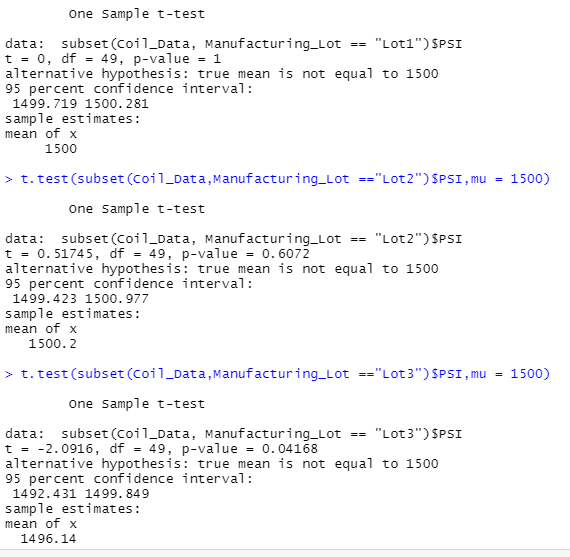 One Sample t-test
data:  subset(Coil_Data, Manufacturing_Lot == "Lot1")$PSI
t = 0, df = 49, p-value = 1
alternative hypothesis: true mean is not equal to 1500
95 percent confidence interval:
1499.719 1500.281
sample estimates:
mean of x
1500
> t.test(subset(Coil_Data,Manufacturing_Lot =="Lot2")$PSI,mu = 1500)
One Sample t-test
data:  subset(Coil_Data, Manufacturing_Lot == "Lot2")$PSI
t = 0.51745, df = 49, p-value = 0.6072
alternative hypothesis: true mean is not equal to 1500
95 percent confidence interval:
1499.423 1500.977
sample estimates:
mean of x
1500.2
> t.test(subset(Coil_Data,Manufacturing_Lot =="Lot3")$PSI,mu = 1500)
One Sample t-test
data:  subset(Coil_Data, Manufacturing_Lot == "Lot3")$PSI
t = -2.0916, df = 49, p-value = 0.04168
alternative hypothesis: true mean is not equal to 1500
95 percent confidence interval:
1492.431 1499.849
sample estimates:
mean of x
1496.14